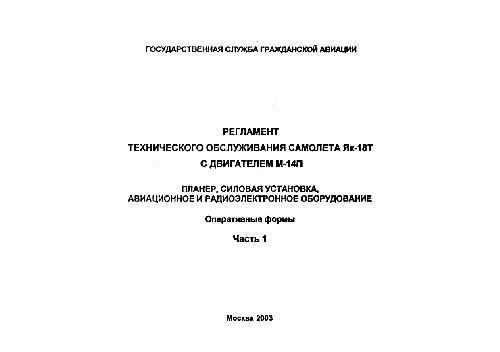 ГОСУДАРСТВЕННАЯ СЛУЖБА ГРАЖДАНСКОЙ АВИАЦИИ
РЕГЛАМЕНТ
ТЕХНИЧЕСКОГО ОБСЛУЖИВАНИЯ САМОЛЕТА Як-18Т
С ДВИГАТЕЛЕМ М-14П
ПЛАНЕР, СИЛОВАЯ УСТАНОВКА,
АВИАЦИОННОЕ И РАДИОЭЛЕКТРОННОЕ ОБОРУДОВАНИЕ
Оперативные формы
Часть 1
Москва 2003